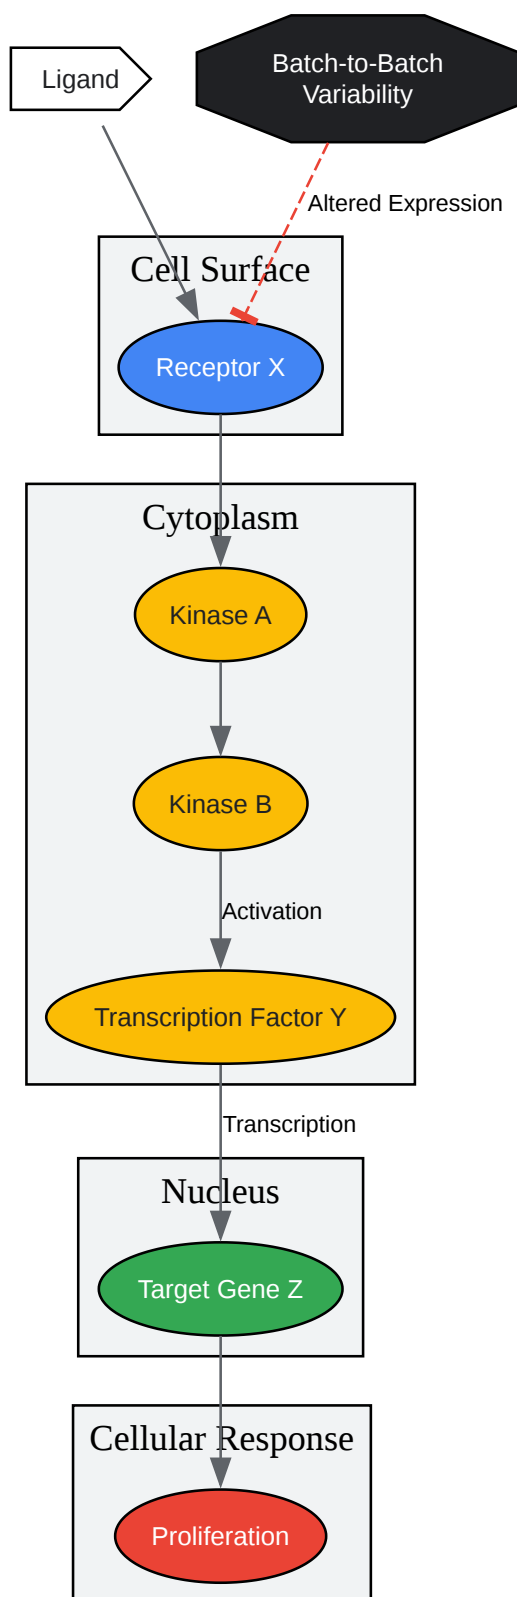 Ligand
Batch-to-Batch
Variability
Altered Expression
Cell Surface
Receptor X
Cytoplasm
Kinase A
Kinase B
Activation
Transcription Factor Y
Transcription
Nucleus
Target Gene Z
Cellular Response
Proliferation